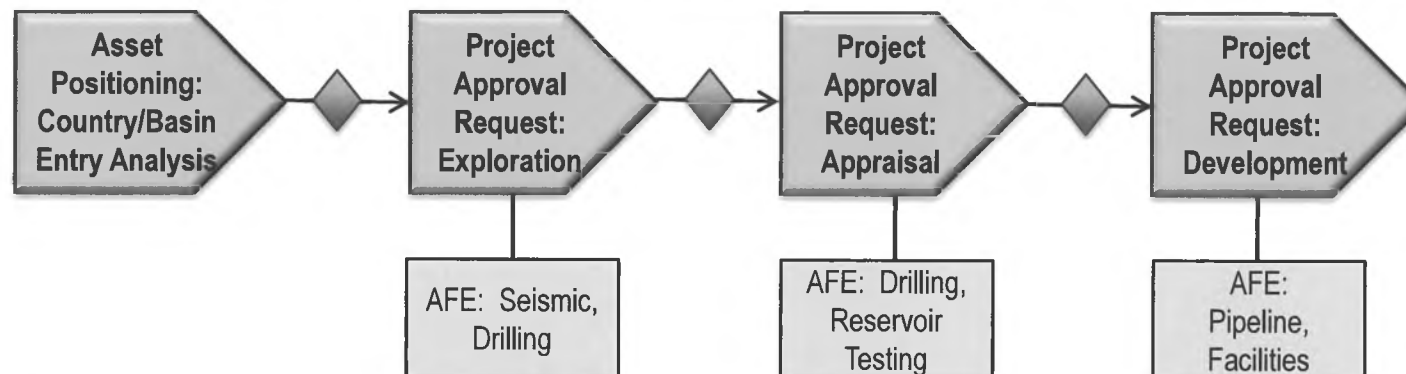 Asset
Positioning:
Country/Basin
Entry Analysis
Project
Approval
Request:
Exploration
Project
Approval
Request:
Appraisal
Project
Approval
Request:
Development
AFE: Seismic,
Drilling
AFE: Drilling,
Reservoir
Testing
AFE:
Pipeline,
Facilities